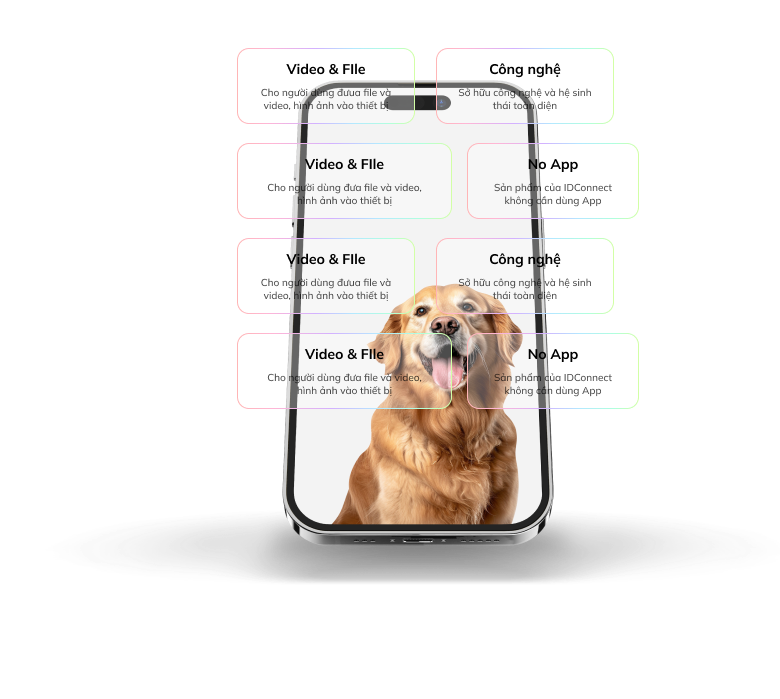 Video & FIle
Cho người dùng đưua file và
video, hình ảnh vào thiết bị
Công nghệ
Sở hữu công nghệ và hệ sinh
thái toàn diện
Video & FIle
Cho người dùng đưa file và video,
hình ảnh vào thiết bị
No App
Sản phẩm của IDConnect
không cần dùng App
Video & FIle
Cho người dùng đưua file và
video, hình ảnh vào thiết bị
Công nghệ
Sở hữu công nghệ và hệ sinh
thái toàn diện
Video & FIle
Cho người dùng đưa file và video,
hình ảnh vào thiết bị
No App
Sản phẩm của IDConnect
không cần dùng App